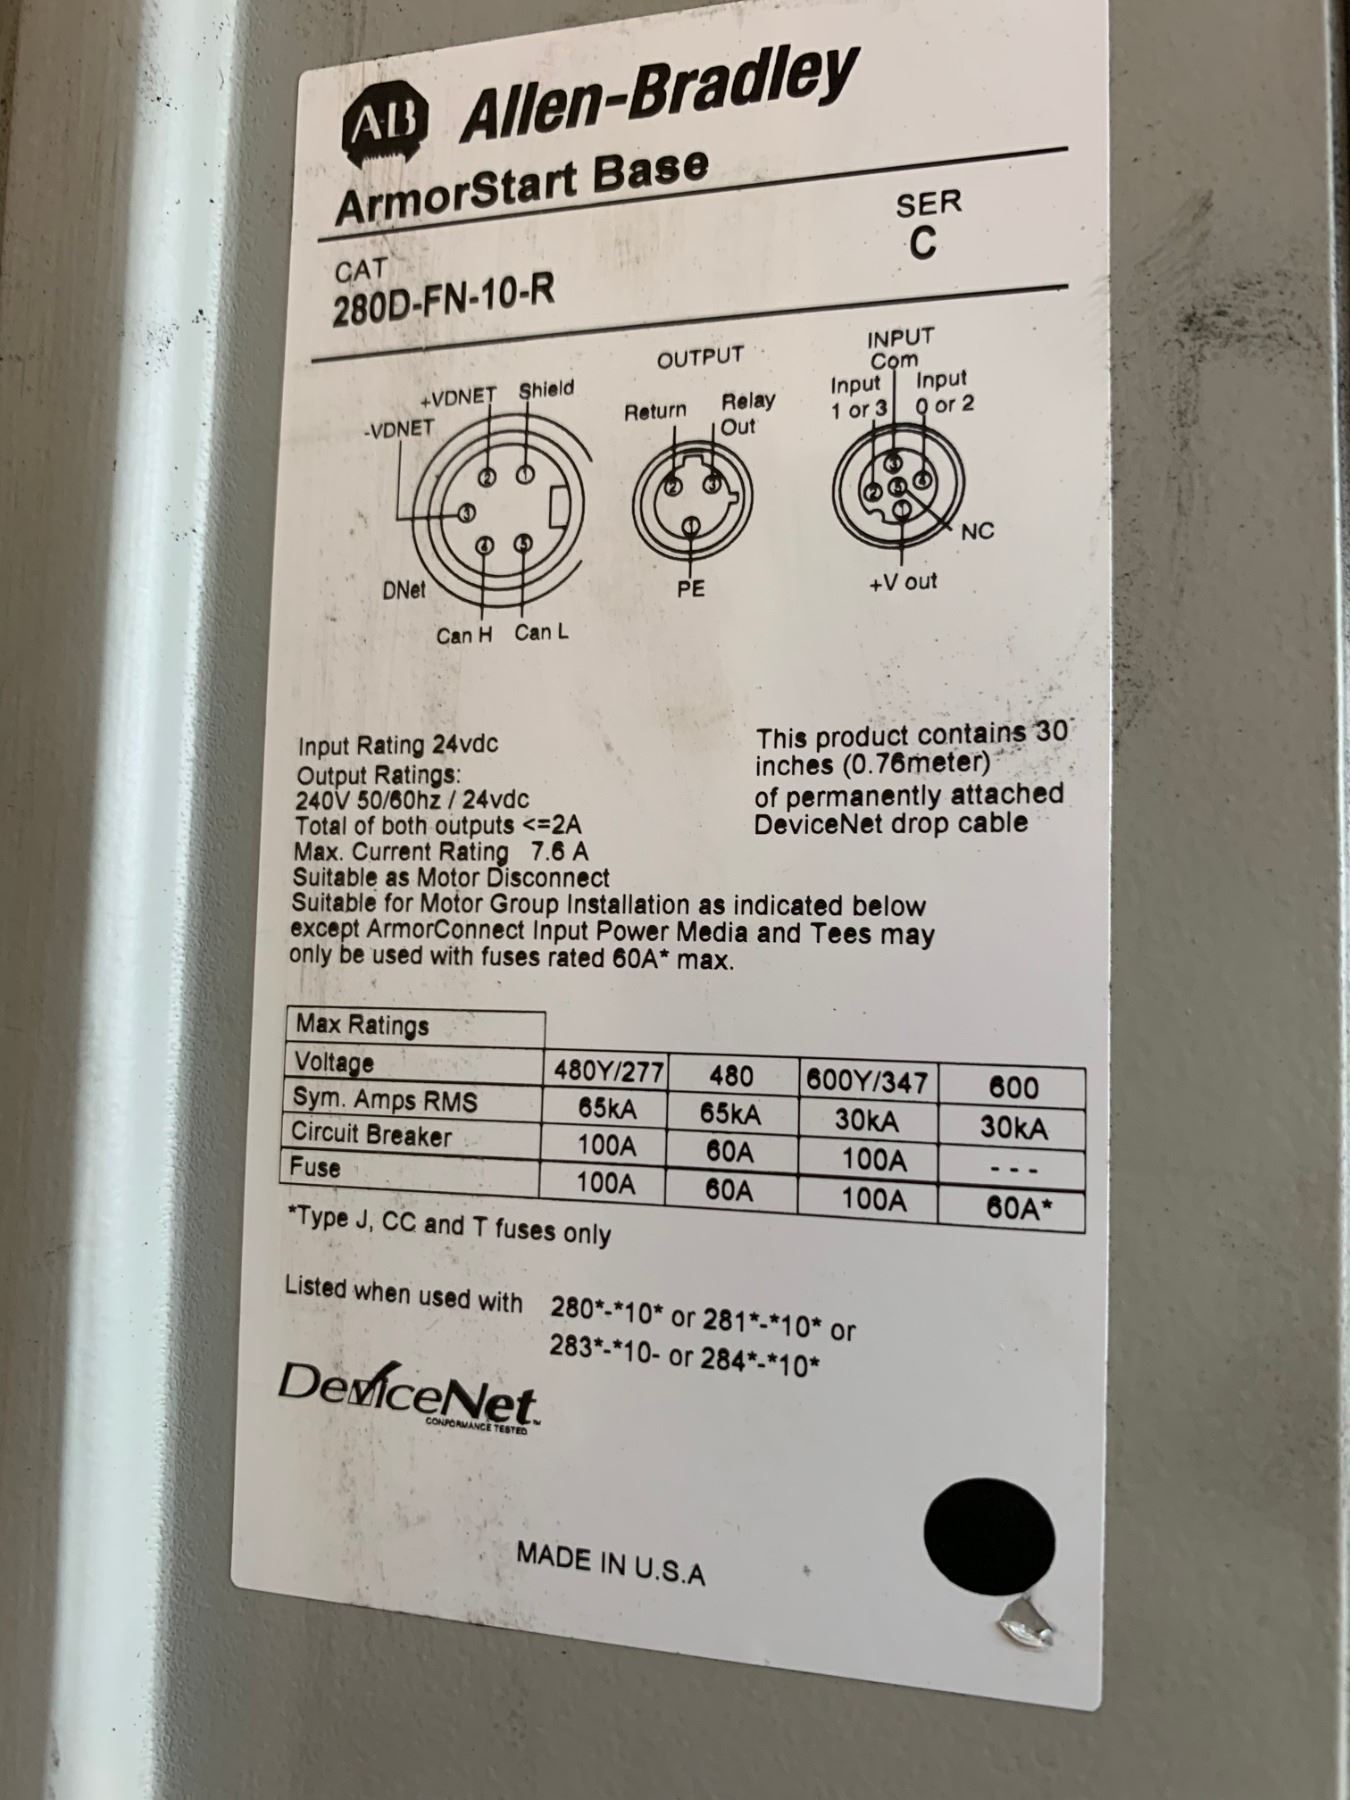 AB Allen-Bradley
ArmorStart Base
CAT
280D-FN-10-R
SER
C
+VDNET Shield
-VDNET
2 1
3
4 5
DNet
Can H Can L
OUTPUT
Return Relay
Out
2 3
1
PE
INPUT
Com
Input Input
1 or 3 0 or 2
3
2 5 4
1
NC
+V out
Input Rating 24vdc
Output Ratings:
240V 50/60hz / 24vdc
Total of both outputs <=2A
Max. Current Rating 7.6 A
Suitable as Motor Disconnect
Suitable for Motor Group Installation as indicated below
except ArmorConnect Input Power Media and Tees may
only be used with fuses rated 60A* max.
This product contains 30
inches (0.76meter)
of permanently attached
DeviceNet drop cable
Max Ratings
Voltage 480Y/277 480 600Y/347 600
Sym. Amps RMS 65kA 65kA 30kA 30kA
Circuit Breaker 100A 60A 100A ---
Fuse 100A 60A 100A 60A*
*Type J, CC and T fuses only
Listed when used with 280*-*10* or 281*-*10* or
283*-*10- or 284*-*10*
DeviceNet™
CONFORMANCE TESTED
MADE IN U.S.A